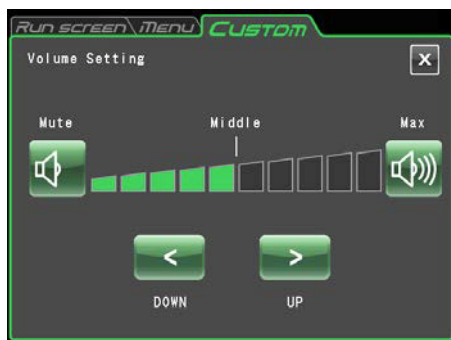 Run screen Menu Custom
Volume Setting X
Mute Middle Max
< >
DOWN UP